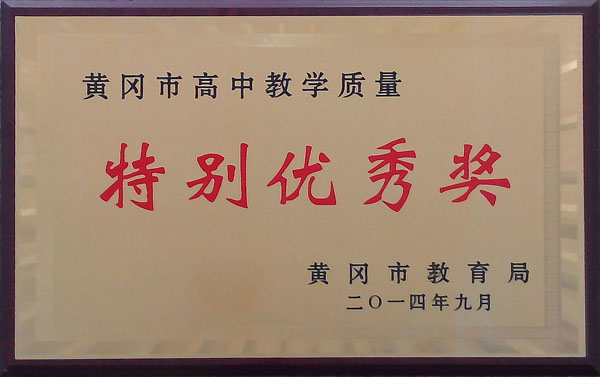 黄冈市高中教学质量
特别优秀奖
黄冈市教育局
二〇一四年九月